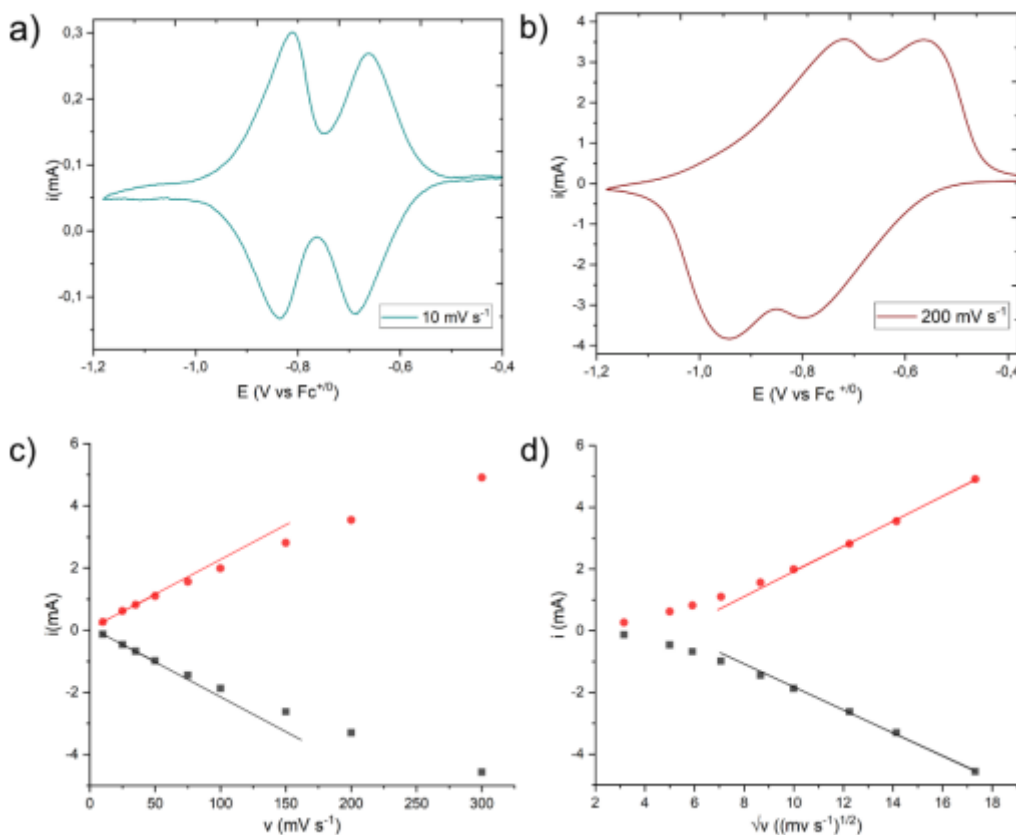 a)
i(mA)
0,3
0,2
0,1
0,0
-0,1
10 mV s⁻¹
-1,2 -1,0 -0,8 -0,6 -0,4
E (V vs Fc⁺/⁰)
b)
i(mA)
4
3
2
1
0
-1
-2
-3
-4
200 mV s⁻¹
-1,2 -1,0 -0,8 -0,6 -0,4
E (V vs Fc ⁺/⁰)
c)
i(mA)
6
4
2
0
-2
-4
0 50 100 150 200 250 300
v (mV s⁻¹)
d)
i (mA)
6
4
2
0
-2
-4
2 4 6 8 10 12 14 16 18
√v ((mv s⁻¹)¹/²)